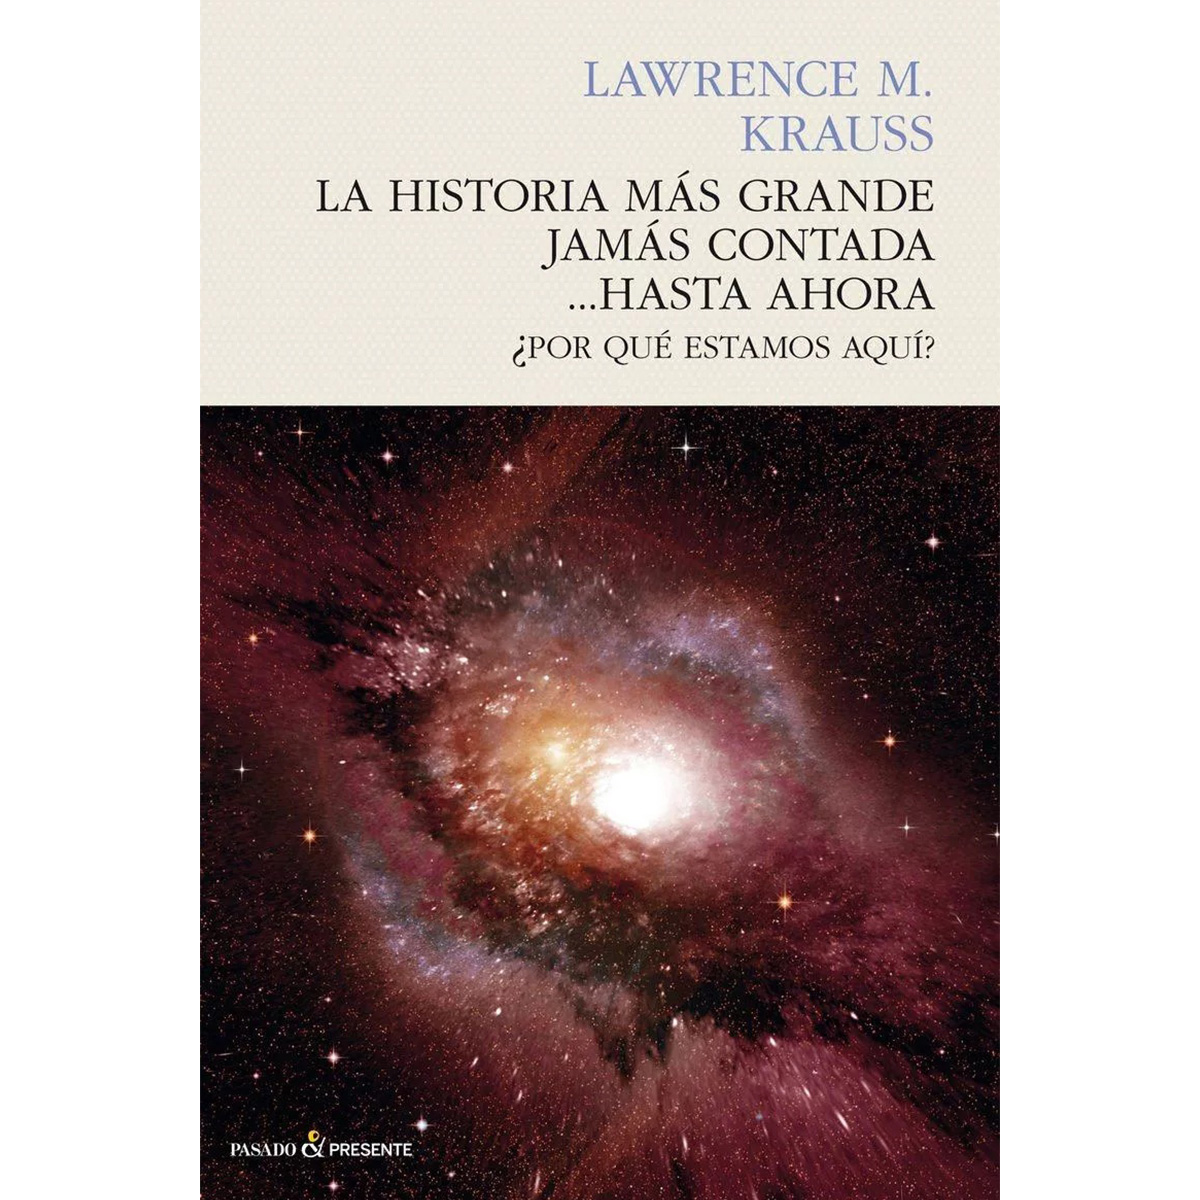 LAWRENCE M.
KRAUSS
LA HISTORIA MÁS GRANDE
JAMÁS CONTADA
...HASTA AHORA
¿POR QUÉ ESTAMOS AQUÍ?
PASADO & PRESENTE